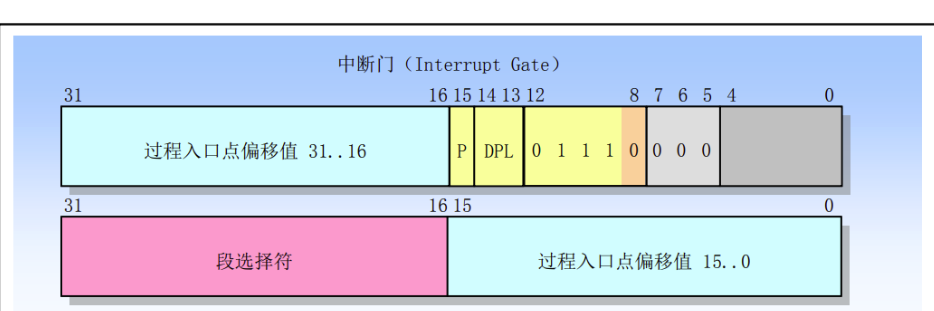 中断门（Interrupt Gate）
31 16 15 14 13 12 8 7 6 5 4 0
过程入口点偏移值 31..16 P DPL 0 1 1 1 0 0 0 0
31 16 15 0
段选择符 过程入口点偏移值 15..0